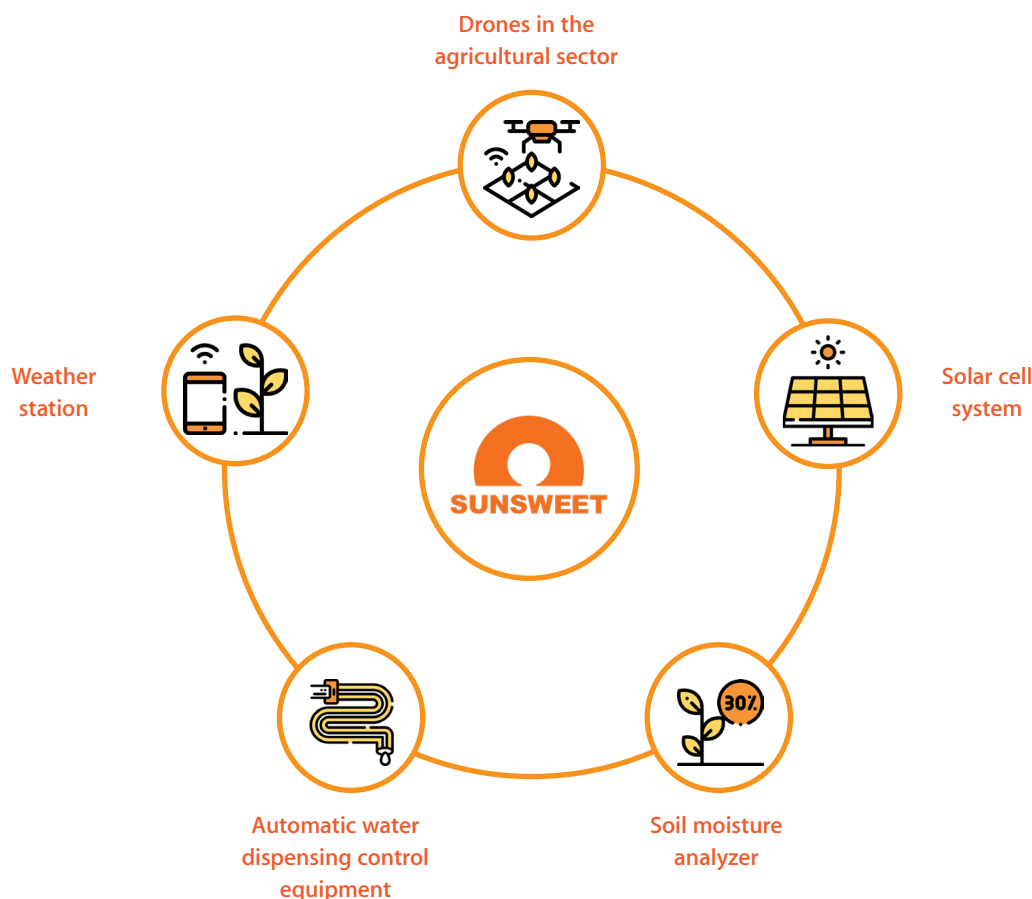 Drones in the
agricultural sector
Weather
station
Solar cell
system
SUNSWEET
30%
Automatic water
dispensing control
equipment
Soil moisture
analyzer